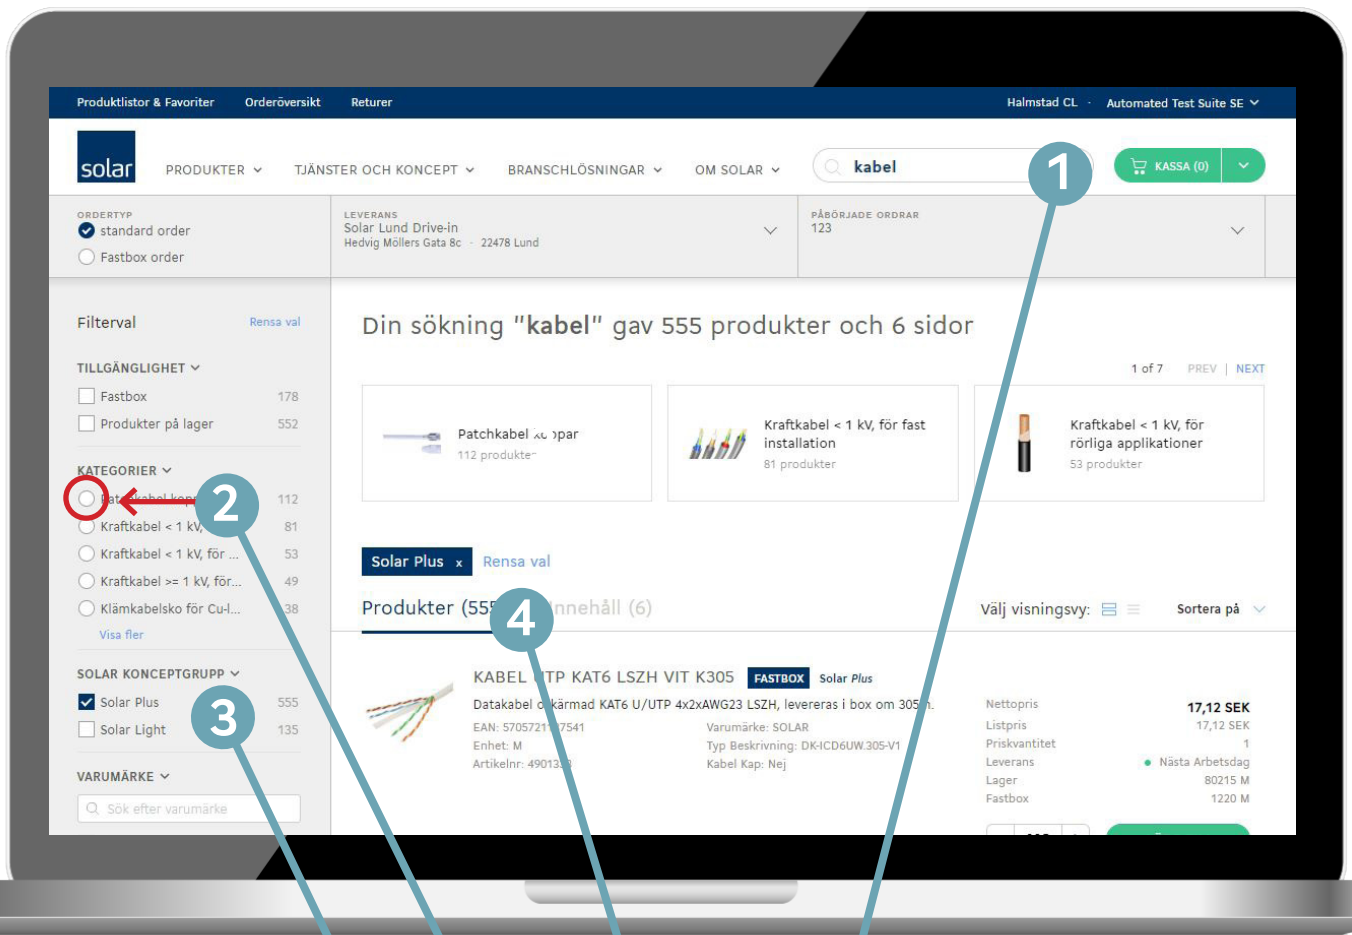 Produktlistor & Favoriter Orderöversikt Returer Halmstad CL - Automated Test Suite SE
solar PRODUKTER TJÄNSTER OCH KONCEPT BRANSCHLÖSNINGAR OM SOLAR kabel 1 KASSA (0)
ORDERTYP
standard order
Fastbox order
LEVERANS
Solar Lund Drive-in
Hedvig Möllers Gata 8c - 22478 Lund
PÅBÖRJADE ORDRAR
123
Filterval Rensa val
TILLGÄNGLIGHET
Fastbox 178
Produkter på lager 552
KATEGORIER
Patchkabel 112
2
Kraftkabel < 1 kV, 81
Kraftkabel < 1 kV, för ... 53
Kraftkabel >= 1 kV, för... 49
Klämkabelsko för Cu-l... 38
Visa fler
SOLAR KONCEPTGRUPP
Solar Plus 555
3
Solar Light 135
VARUMÄRKE
Sök efter varumärke
Din sökning "kabel" gav 555 produkter och 6 sidor
1 of 7 PREV | NEXT
Patchkabel
112 produkter
Kraftkabel < 1 kV, för fast
installation
81 produkter
Kraftkabel < 1 kV, för
rörliga applikationer
53 produkter
Solar Plus x Rensa val
Produkter (555 4 nnehåll (6) Välj visningsvy: Sortera på
KABEL UTP KAT6 LSZH VIT K305 FASTBOX Solar Plus
Datakabel oskärmad KAT6 U/UTP 4x2xAWG23 LSZH, levereras i box om 305m.
EAN: 5705721 7541 Varumärke: SOLAR
Enhet: M Typ Beskrivning: DK-ICD6UW.305-V1
Artikelnr: 4901 Kabel Kap: Nej
Nettopris 17,12 SEK
Listpris 17,12 SEK
Priskvantitet 1
Leverans Nästa Arbetsdag
Lager 80215 M
Fastbox 1220 M